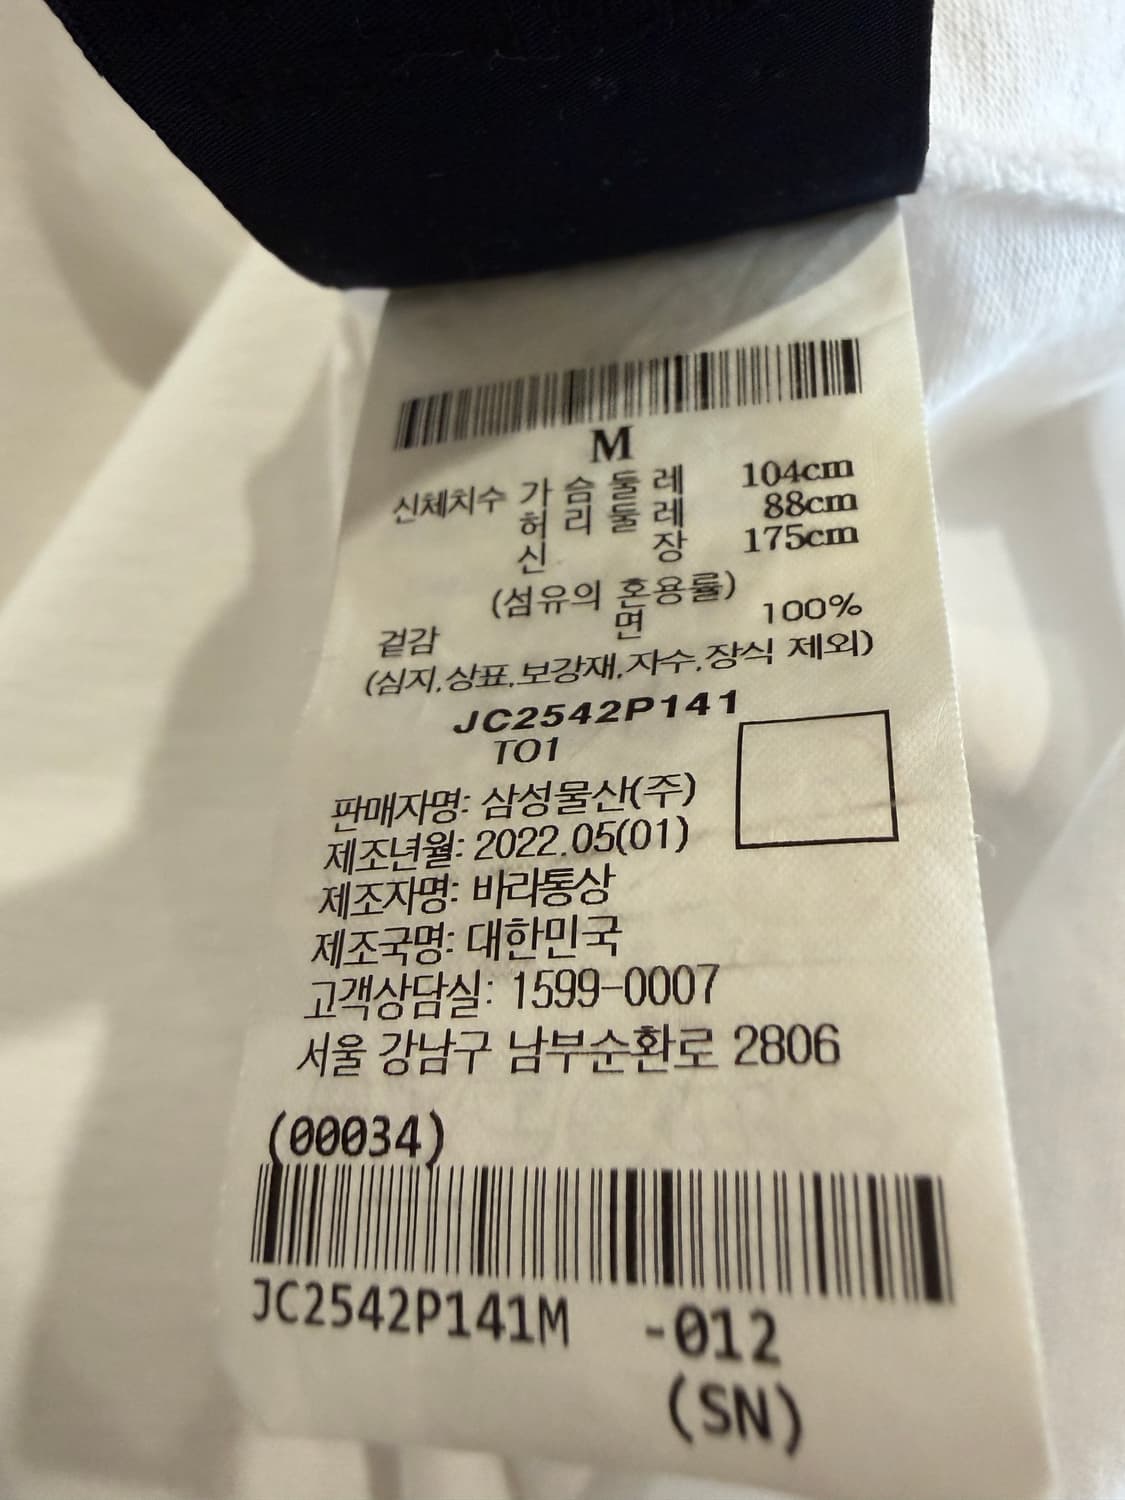 M
신체치수 가슴둘레 104cm
허리둘레 88cm
신 장 175cm
(섬유의 혼용률)
겉감 면 100%
(심지,상표,보강재,자수,장식 제외)
JC2542P141
TO1
판매자명: 삼성물산(주)
제조년월: 2022.05(01)
제조자명: 바라통상
제조국명: 대한민국
고객상담실: 1599-0007
서울 강남구 남부순환로 2806
(00034)
JC2542P141M -012
(SN)